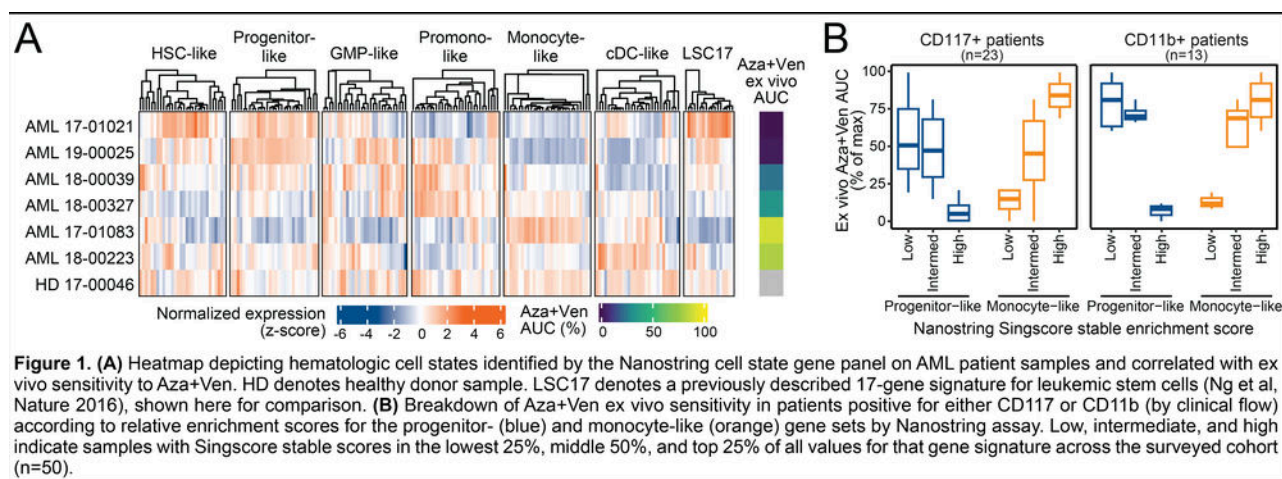 A
HSC-like
Progenitor-
like
GMP-like
Promono-
like
Monocyte-
like
cDC-like
LSC17
Aza+Ven
ex vivo
AUC
AML 17-01021
AML 19-00025
AML 18-00039
AML 18-00327
AML 17-01083
AML 18-00223
HD 17-00046
Normalized expression
(z-score)
-6 -4 -2 0 2 4 6
Aza+Ven
AUC (%)
0 50 100
B
CD117+ patients
(n=23)
CD11b+ patients
(n=13)
Ex vivo Aza+Ven AUC
(% of max)
100
75
50
25
0
Low
Intermed
High
Low
Intermed
High
Low
Intermed
High
Low
Intermed
High
Progenitor-like Monocyte-like Progenitor-like Monocyte-like
Nanostring Singscore stable enrichment score
Figure 1. (A) Heatmap depicting hematologic cell states identified by the Nanostring cell state gene panel on AML patient samples and correlated with ex
vivo sensitivity to Aza+Ven. HD denotes healthy donor sample. LSC17 denotes a previously described 17-gene signature for leukemic stem cells (Ng et al,
Nature 2016), shown here for comparison. (B) Breakdown of Aza+Ven ex vivo sensitivity in patients positive for either CD117 or CD11b (by clinical flow)
according to relative enrichment scores for the progenitor- (blue) and monocyte-like (orange) gene sets by Nanostring assay. Low, intermediate, and high
indicate samples with Singscore stable scores in the lowest 25%, middle 50%, and top 25% of all values for that gene signature across the surveyed cohort
(n=50).